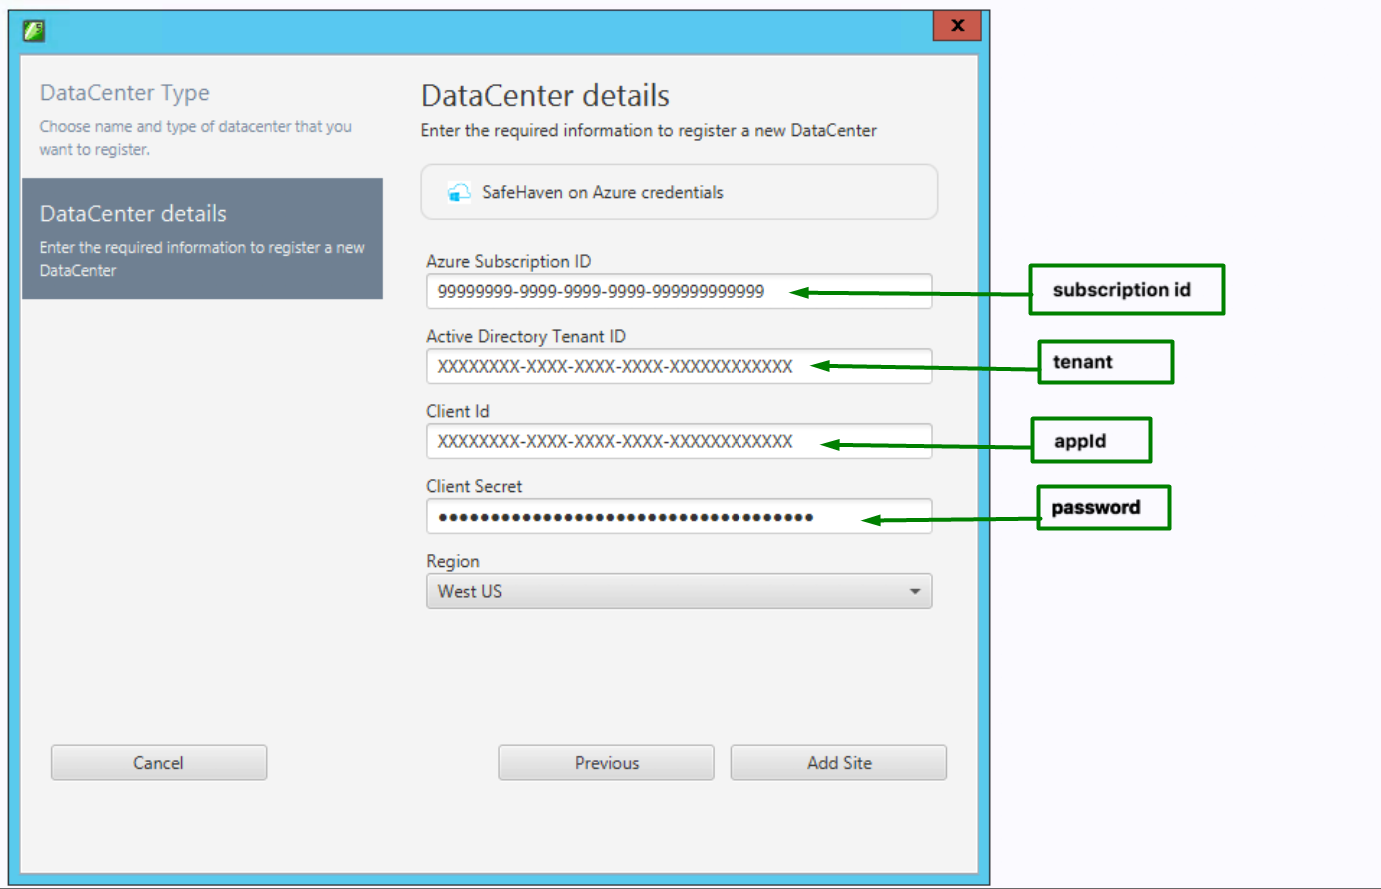 X
DataCenter Type
Choose name and type of datacenter that you
want to register.
DataCenter details
Enter the required information to register a new
DataCenter
DataCenter details
Enter the required information to register a new DataCenter
SafeHaven on Azure credentials
Azure Subscription ID
99999999-9999-9999-9999-999999999999
subscription id
Active Directory Tenant ID
XXXXXXXX-XXXX-XXXX-XXXX-XXXXXXXXXXXX
tenant
Client Id
XXXXXXXX-XXXX-XXXX-XXXX-XXXXXXXXXXXX
appId
Client Secret
password
Region
West US
Cancel
Previous
Add Site